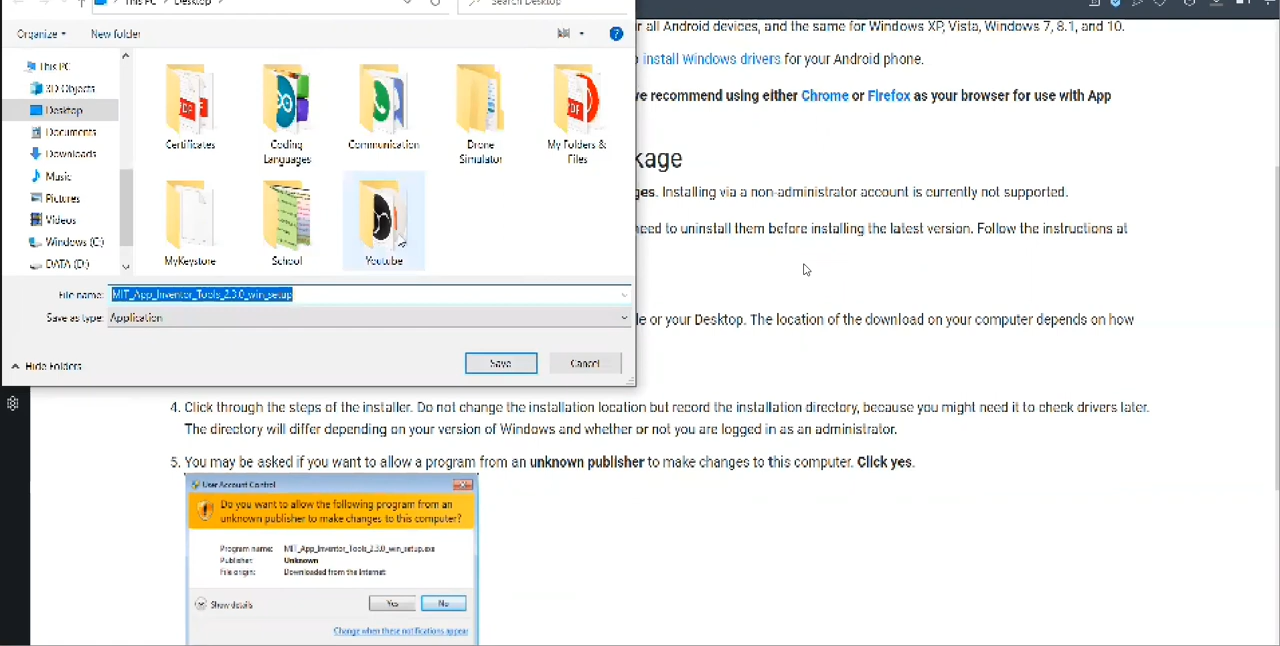 This PC > Desktop >
Search Desktop
Organize
New folder
This PC
3D Objects
Desktop
Documents
Downloads
Music
Pictures
Videos
Windows (C:)
DATA (D:)
Certificates
Coding Languages
Communication
Drone Simulator
My Folders & Files
MyKeystore
School
Youtube
File name: MIT_App_Inventor_Tools_2.3.0_win_setup
Save as type: Application
Hide Folders
Save
Cancel
r all Android devices, and the same for Windows XP, Vista, Windows 7, 8.1, and 10.
install Windows drivers for your Android phone.
ve recommend using either Chrome or Firefox as your browser for use with App
kage
ges. Installing via a non-administrator account is currently not supported.
need to uninstall them before installing the latest version. Follow the instructions at
le or your Desktop. The location of the download on your computer depends on how
4. Click through the steps of the installer. Do not change the installation location but record the installation directory, because you might need it to check drivers later.
The directory will differ depending on your version of Windows and whether or not you are logged in as an administrator.
5. You may be asked if you want to allow a program from an unknown publisher to make changes to this computer. Click yes.
User Account Control
Do you want to allow the following program from an
unknown publisher to make changes to this computer?
Program name: MIT_App_Inventor_Tools_2.3.0_win_setup.exe
Publisher: Unknown
File origin: Downloaded from the Internet
Show details
Yes
No
Change when these notifications appear